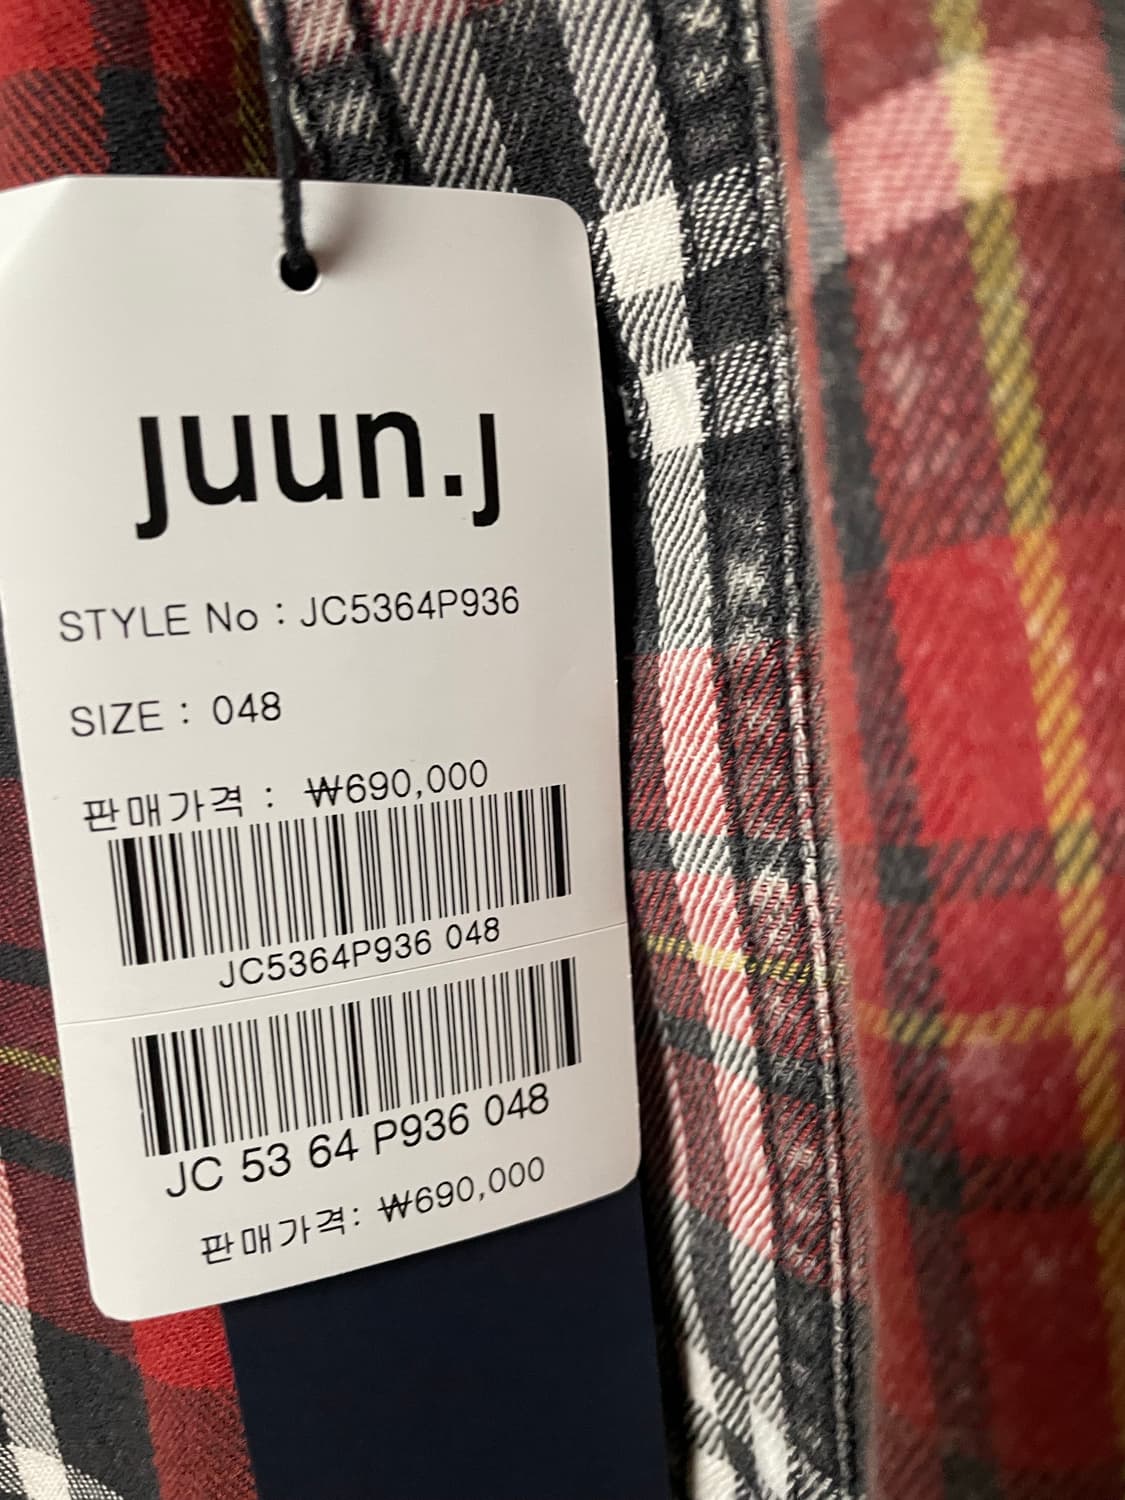 juun.j
STYLE No : JC5364P936
SIZE : 048
판매가격 : ₩690,000
JC5364P936 048
JC 53 64 P936 048
판매가격: ₩690,000